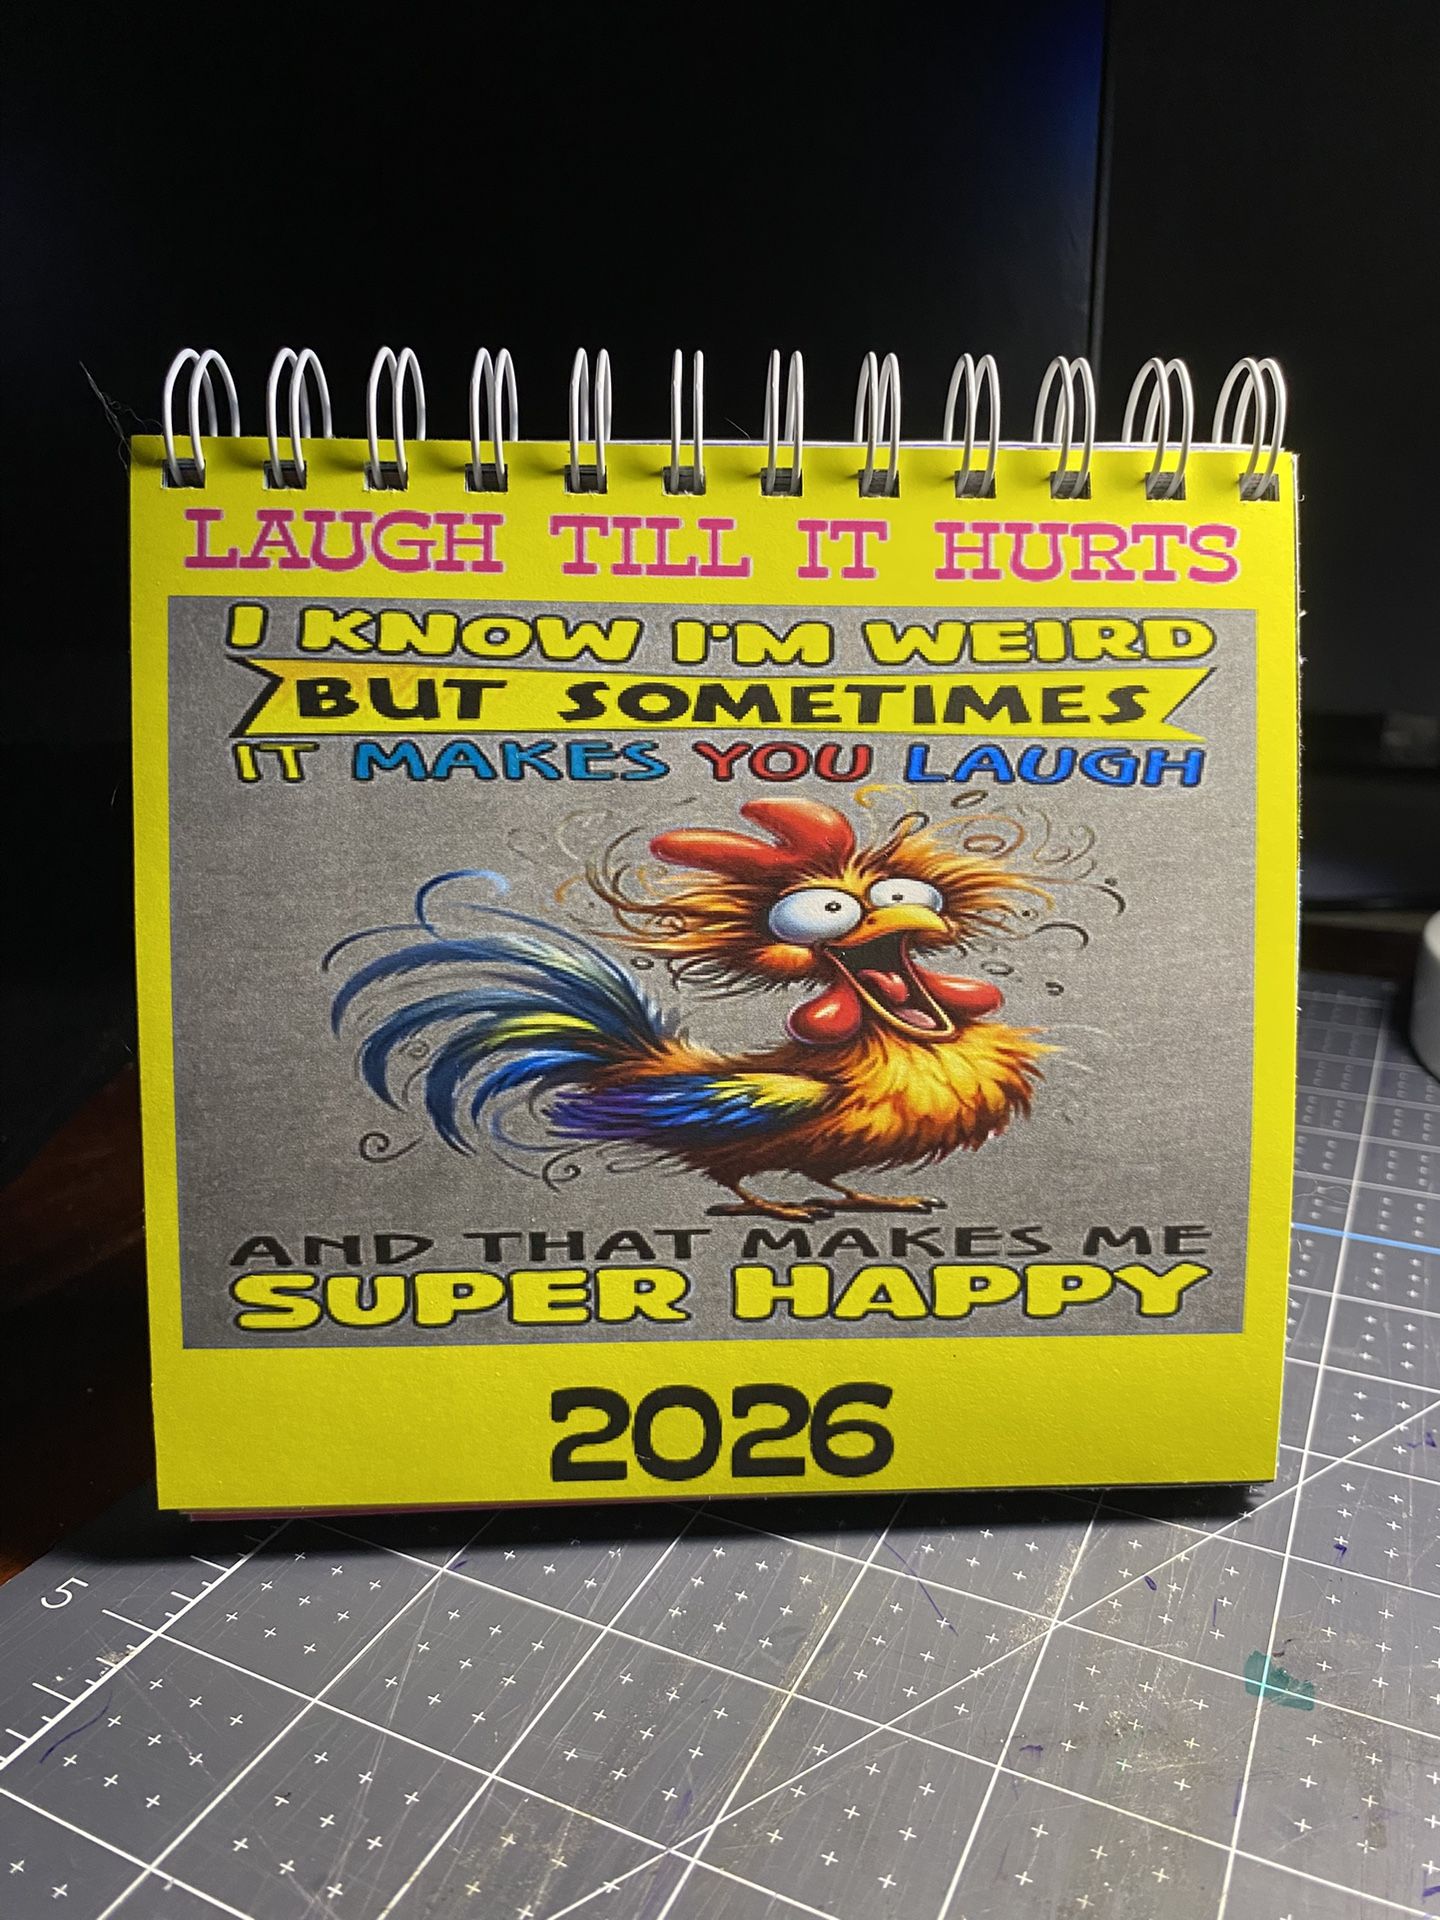 LAUGH TILL IT HURTS
I KNOW I'M WEIRD
BUT SOMETIMES
IT MAKES YOU LAUGH
AND THAT MAKES ME
SUPER HAPPY
2026
5